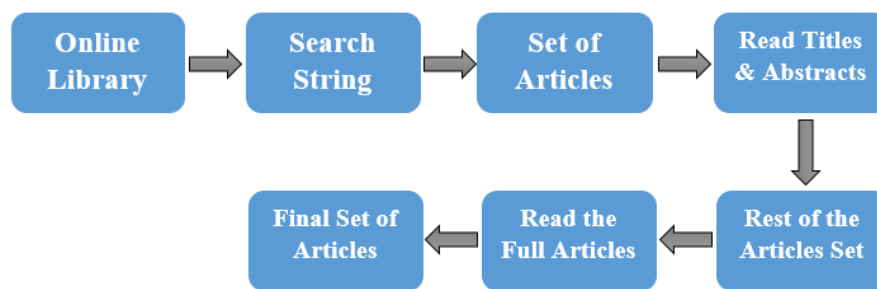 Online
Library
Search
String
Set of
Articles
Read Titles
& Abstracts
Rest of the
Articles Set
Read the
Full Articles
Final Set of
Articles